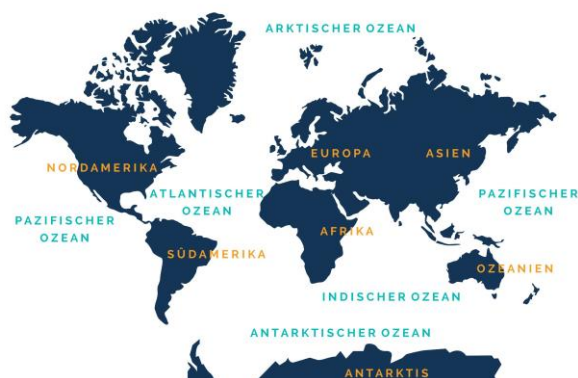 ARKTISCHER OZEAN
EUROPA
ASIEN
NORDAMERIKA
ATLANTISCHER
OZEAN
PAZIFISCHER
OZEAN
PAZIFISCHER
OZEAN
AFRIKA
SÜDAMERIKA
OZEANIEN
INDISCHER OZEAN
ANTARKTISCHER OZEAN
ANTARKTIS